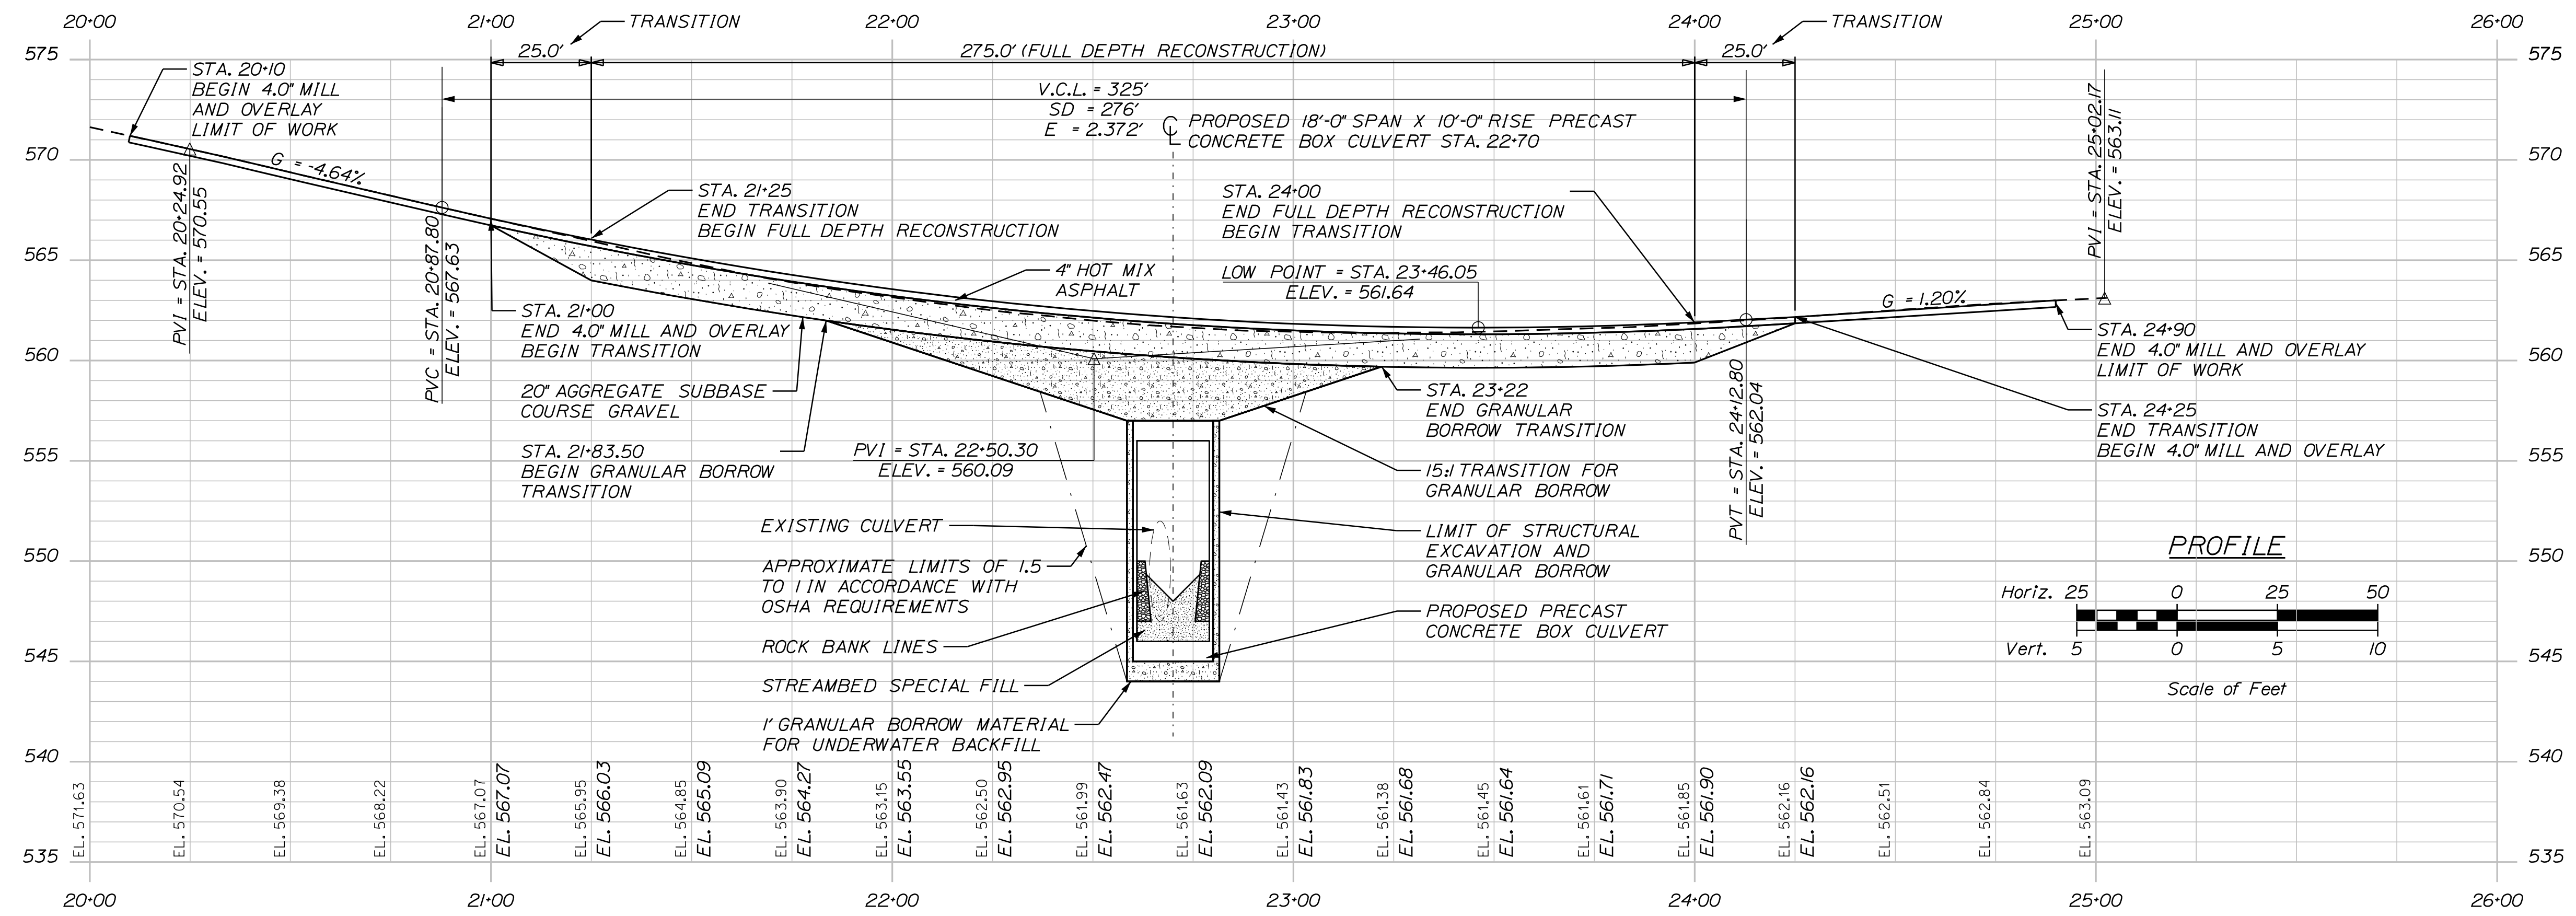 20+00 21+00 22+00 23+00 24+00 25+00 26+00
TRANSITION
TRANSITION
25.0'
275.0' (FULL DEPTH RECONSTRUCTION)
25.0'
575
570
565
560
555
550
545
540
535
575
570
565
560
555
550
545
540
535
STA. 20+10
BEGIN 4.0" MILL
AND OVERLAY
LIMIT OF WORK
V.C.L. = 325'
SD = 276'
E = 2.372'
PROPOSED 18'-0" SPAN X 10'-0" RISE PRECAST
CONCRETE BOX CULVERT STA. 22+70
G = -4.64%
PVI = STA. 20+24.92
ELEV. = 570.55
PVC = STA. 20+87.80
ELEV. = 567.63
STA. 21+25
END TRANSITION
BEGIN FULL DEPTH RECONSTRUCTION
STA. 24+00
END FULL DEPTH RECONSTRUCTION
BEGIN TRANSITION
PVI = STA. 25+02.17
ELEV. = 563.11
4" HOT MIX
ASPHALT
LOW POINT = STA. 23+46.05
ELEV. = 561.64
G = 1.20%
STA. 21+00
END 4.0" MILL AND OVERLAY
BEGIN TRANSITION
20" AGGREGATE SUBBASE
COURSE GRAVEL
STA. 21+83.50
BEGIN GRANULAR BORROW
TRANSITION
PVI = STA. 22+50.30
ELEV. = 560.09
STA. 23+22
END GRANULAR
BORROW TRANSITION
PVT = STA. 24+12.80
ELEV. = 562.04
STA. 24+90
END 4.0" MILL AND OVERLAY
LIMIT OF WORK
STA. 24+25
END TRANSITION
BEGIN 4.0" MILL AND OVERLAY
15:1 TRANSITION FOR
GRANULAR BORROW
EXISTING CULVERT
APPROXIMATE LIMITS OF 1.5
TO 1 IN ACCORDANCE WITH
OSHA REQUIREMENTS
ROCK BANK LINES
STREAMBED SPECIAL FILL
1' GRANULAR BORROW MATERIAL
FOR UNDERWATER BACKFILL
LIMIT OF STRUCTURAL
EXCAVATION AND
GRANULAR BORROW
PROPOSED PRECAST
CONCRETE BOX CULVERT
PROFILE
Horiz. 25 0 25 50
Vert. 5 0 5 10
Scale of Feet
EL. 571.63
EL. 570.54
EL. 569.38
EL. 568.22
EL. 567.07
EL. 567.07
EL. 565.95
EL. 566.03
EL. 564.85
EL. 565.09
EL. 563.90
EL. 564.27
EL. 563.15
EL. 563.55
EL. 562.50
EL. 562.95
EL. 561.99
EL. 562.47
EL. 561.63
EL. 562.09
EL. 561.43
EL. 561.83
EL. 561.38
EL. 561.68
EL. 561.45
EL. 561.64
EL. 561.61
EL. 561.71
EL. 561.85
EL. 561.90
EL. 562.16
EL. 562.16
EL. 562.51
EL. 562.84
EL. 563.09
20+00 21+00 22+00 23+00 24+00 25+00 26+00